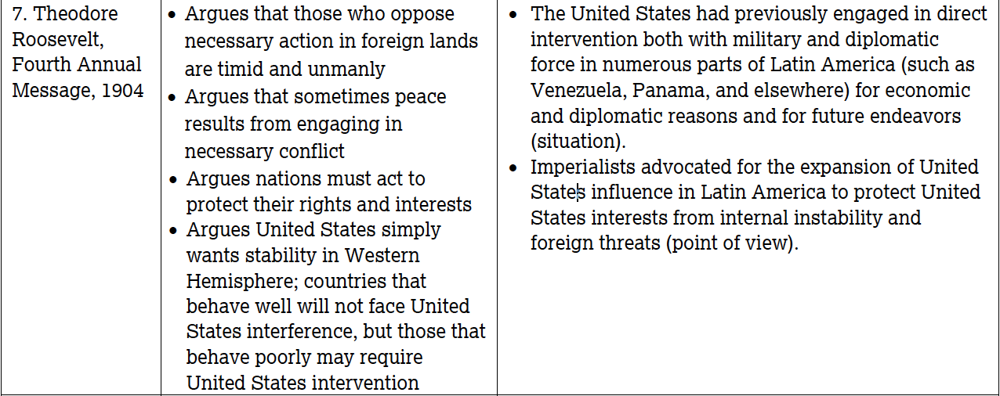 7. Theodore
Roosevelt,
Fourth Annual
Message, 1904
• Argues that those who oppose
necessary action in foreign lands
are timid and unmanly
• Argues that sometimes peace
results from engaging in
necessary conflict
• Argues nations must act to
protect their rights and interests
• Argues United States simply
wants stability in Western
Hemisphere; countries that
behave well will not face United
States interference, but those that
behave poorly may require
United States intervention
• The United States had previously engaged in direct
intervention both with military and diplomatic
force in numerous parts of Latin America (such as
Venezuela, Panama, and elsewhere) for economic
and diplomatic reasons and for future endeavors
(situation).
• Imperialists advocated for the expansion of United
States influence in Latin America to protect United
States interests from internal instability and
foreign threats (point of view).